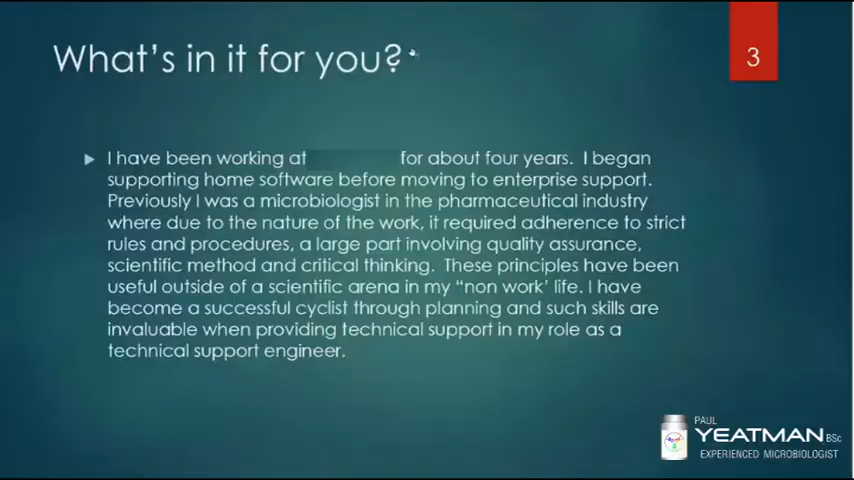 What's in it for you?
3
I have been working at for about four years. I began
supporting home software before moving to enterprise support.
Previously I was a microbiologist in the pharmaceutical industry
where due to the nature of the work, it required adherence to strict
rules and procedures, a large part involving quality assurance,
scientific method and critical thinking. These principles have been
useful outside of a scientific arena in my "non work' life. I have
become a successful cyclist through planning and such skills are
invaluable when providing technical support in my role as a
technical support engineer.
PAUL
YEATMAN BSc
EXPERIENCED MICROBIOLOGIST